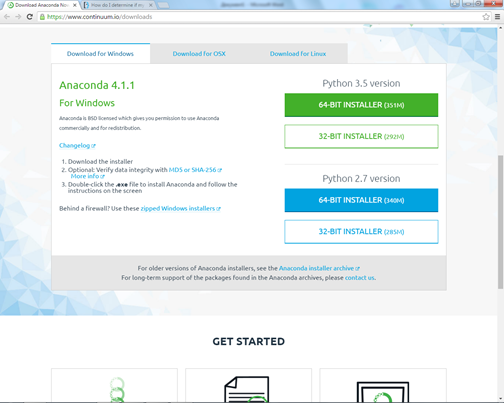 Download Anaconda Now
How do I determine if my
https://www.continuum.io/downloads
Download for Windows
Download for OSX
Download for Linux
Anaconda 4.1.1
For Windows
Anaconda is BSD licensed which gives you permission to use Anaconda
commercially and for redistribution.
Changelog
1. Download the installer
2. Optional: Verify data integrity with MD5 or SHA-256
More info
3. Double-click the .exe file to install Anaconda and follow the
instructions on the screen
Behind a firewall? Use these zipped Windows installers
Python 3.5 version
64-BIT INSTALLER (351M)
32-BIT INSTALLER (292M)
Python 2.7 version
64-BIT INSTALLER (340M)
32-BIT INSTALLER (285M)
For older versions of Anaconda installers, see the Anaconda installer archive
For long-term support of the packages found in the Anaconda archives, please contact us.
GET STARTED